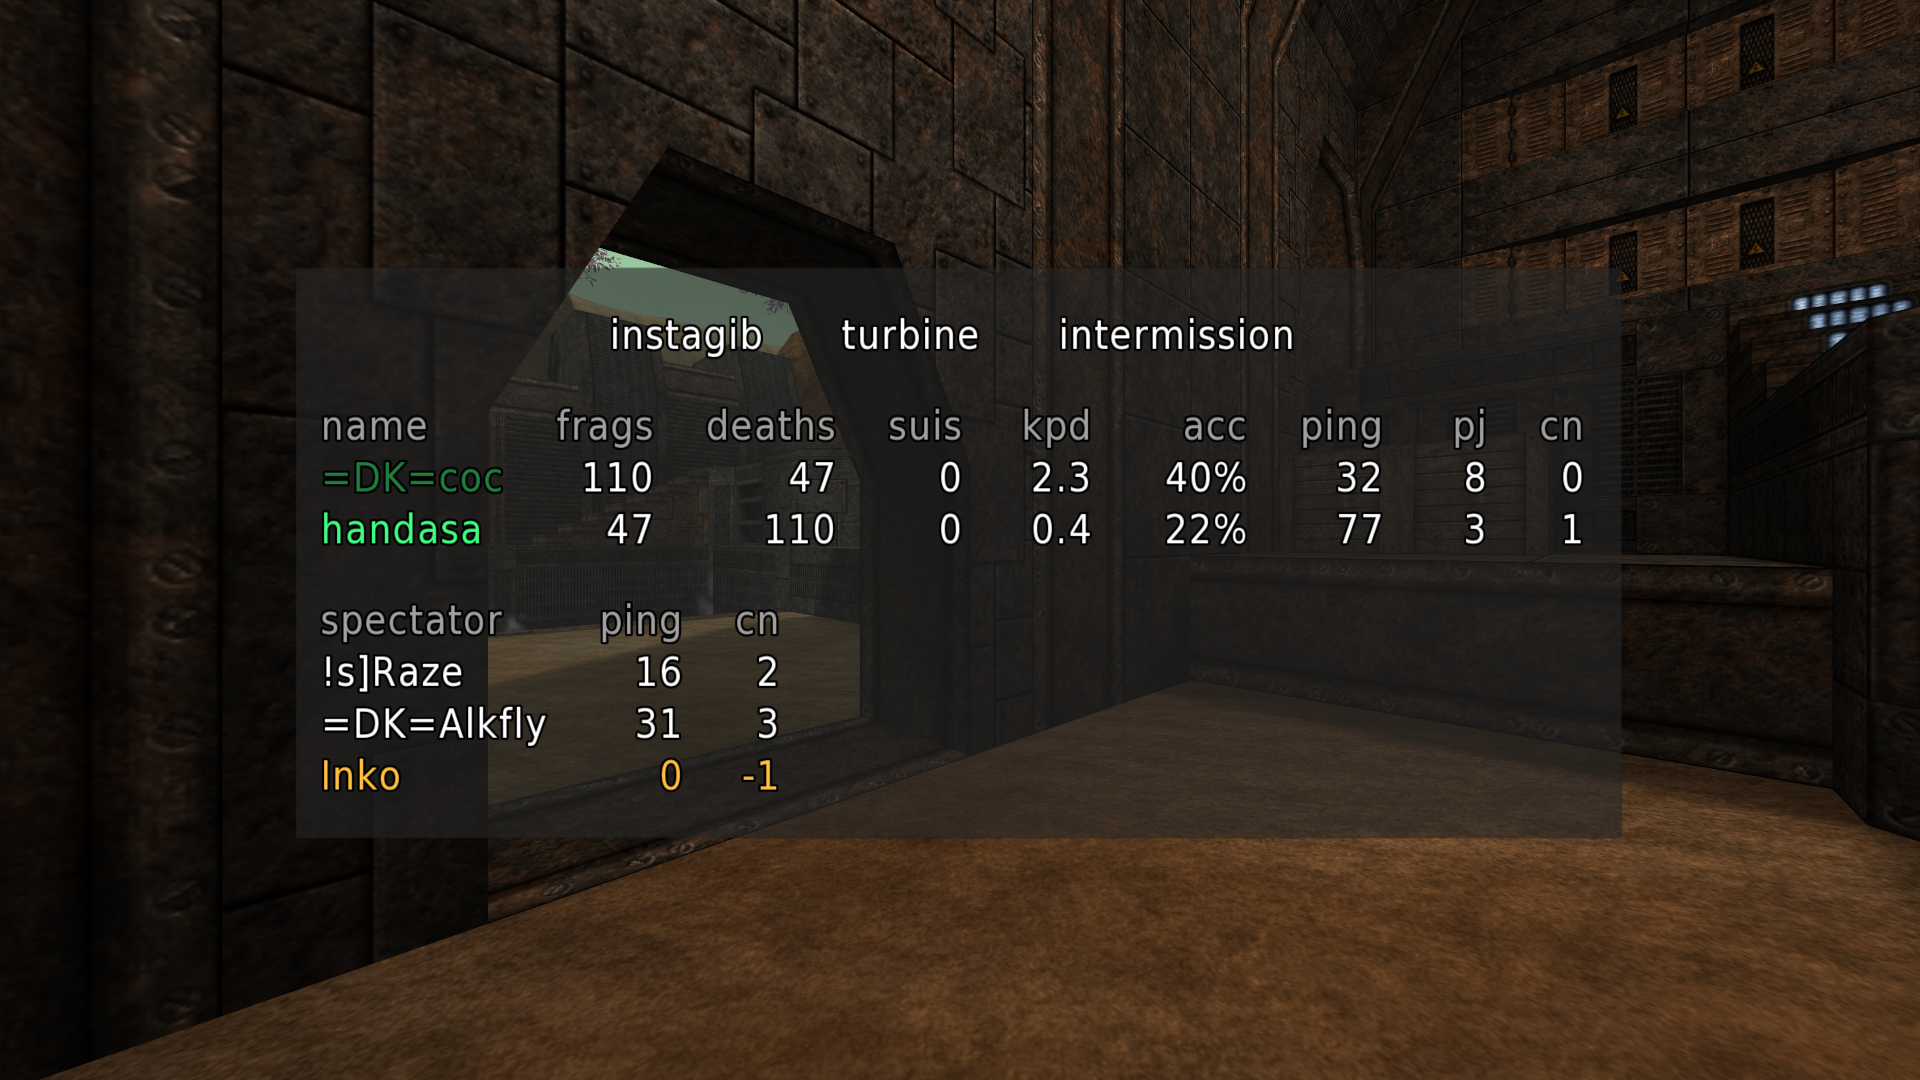 instagib turbine intermission
name frags deaths suis kpd acc ping pj cn
=DK=coc 110 47 0 2.3 40% 32 8 0
handasa 47 110 0 0.4 22% 77 3 1
spectator ping cn
!s]Raze 16 2
=DK=Alkfly 31 3
lnko 0 -1